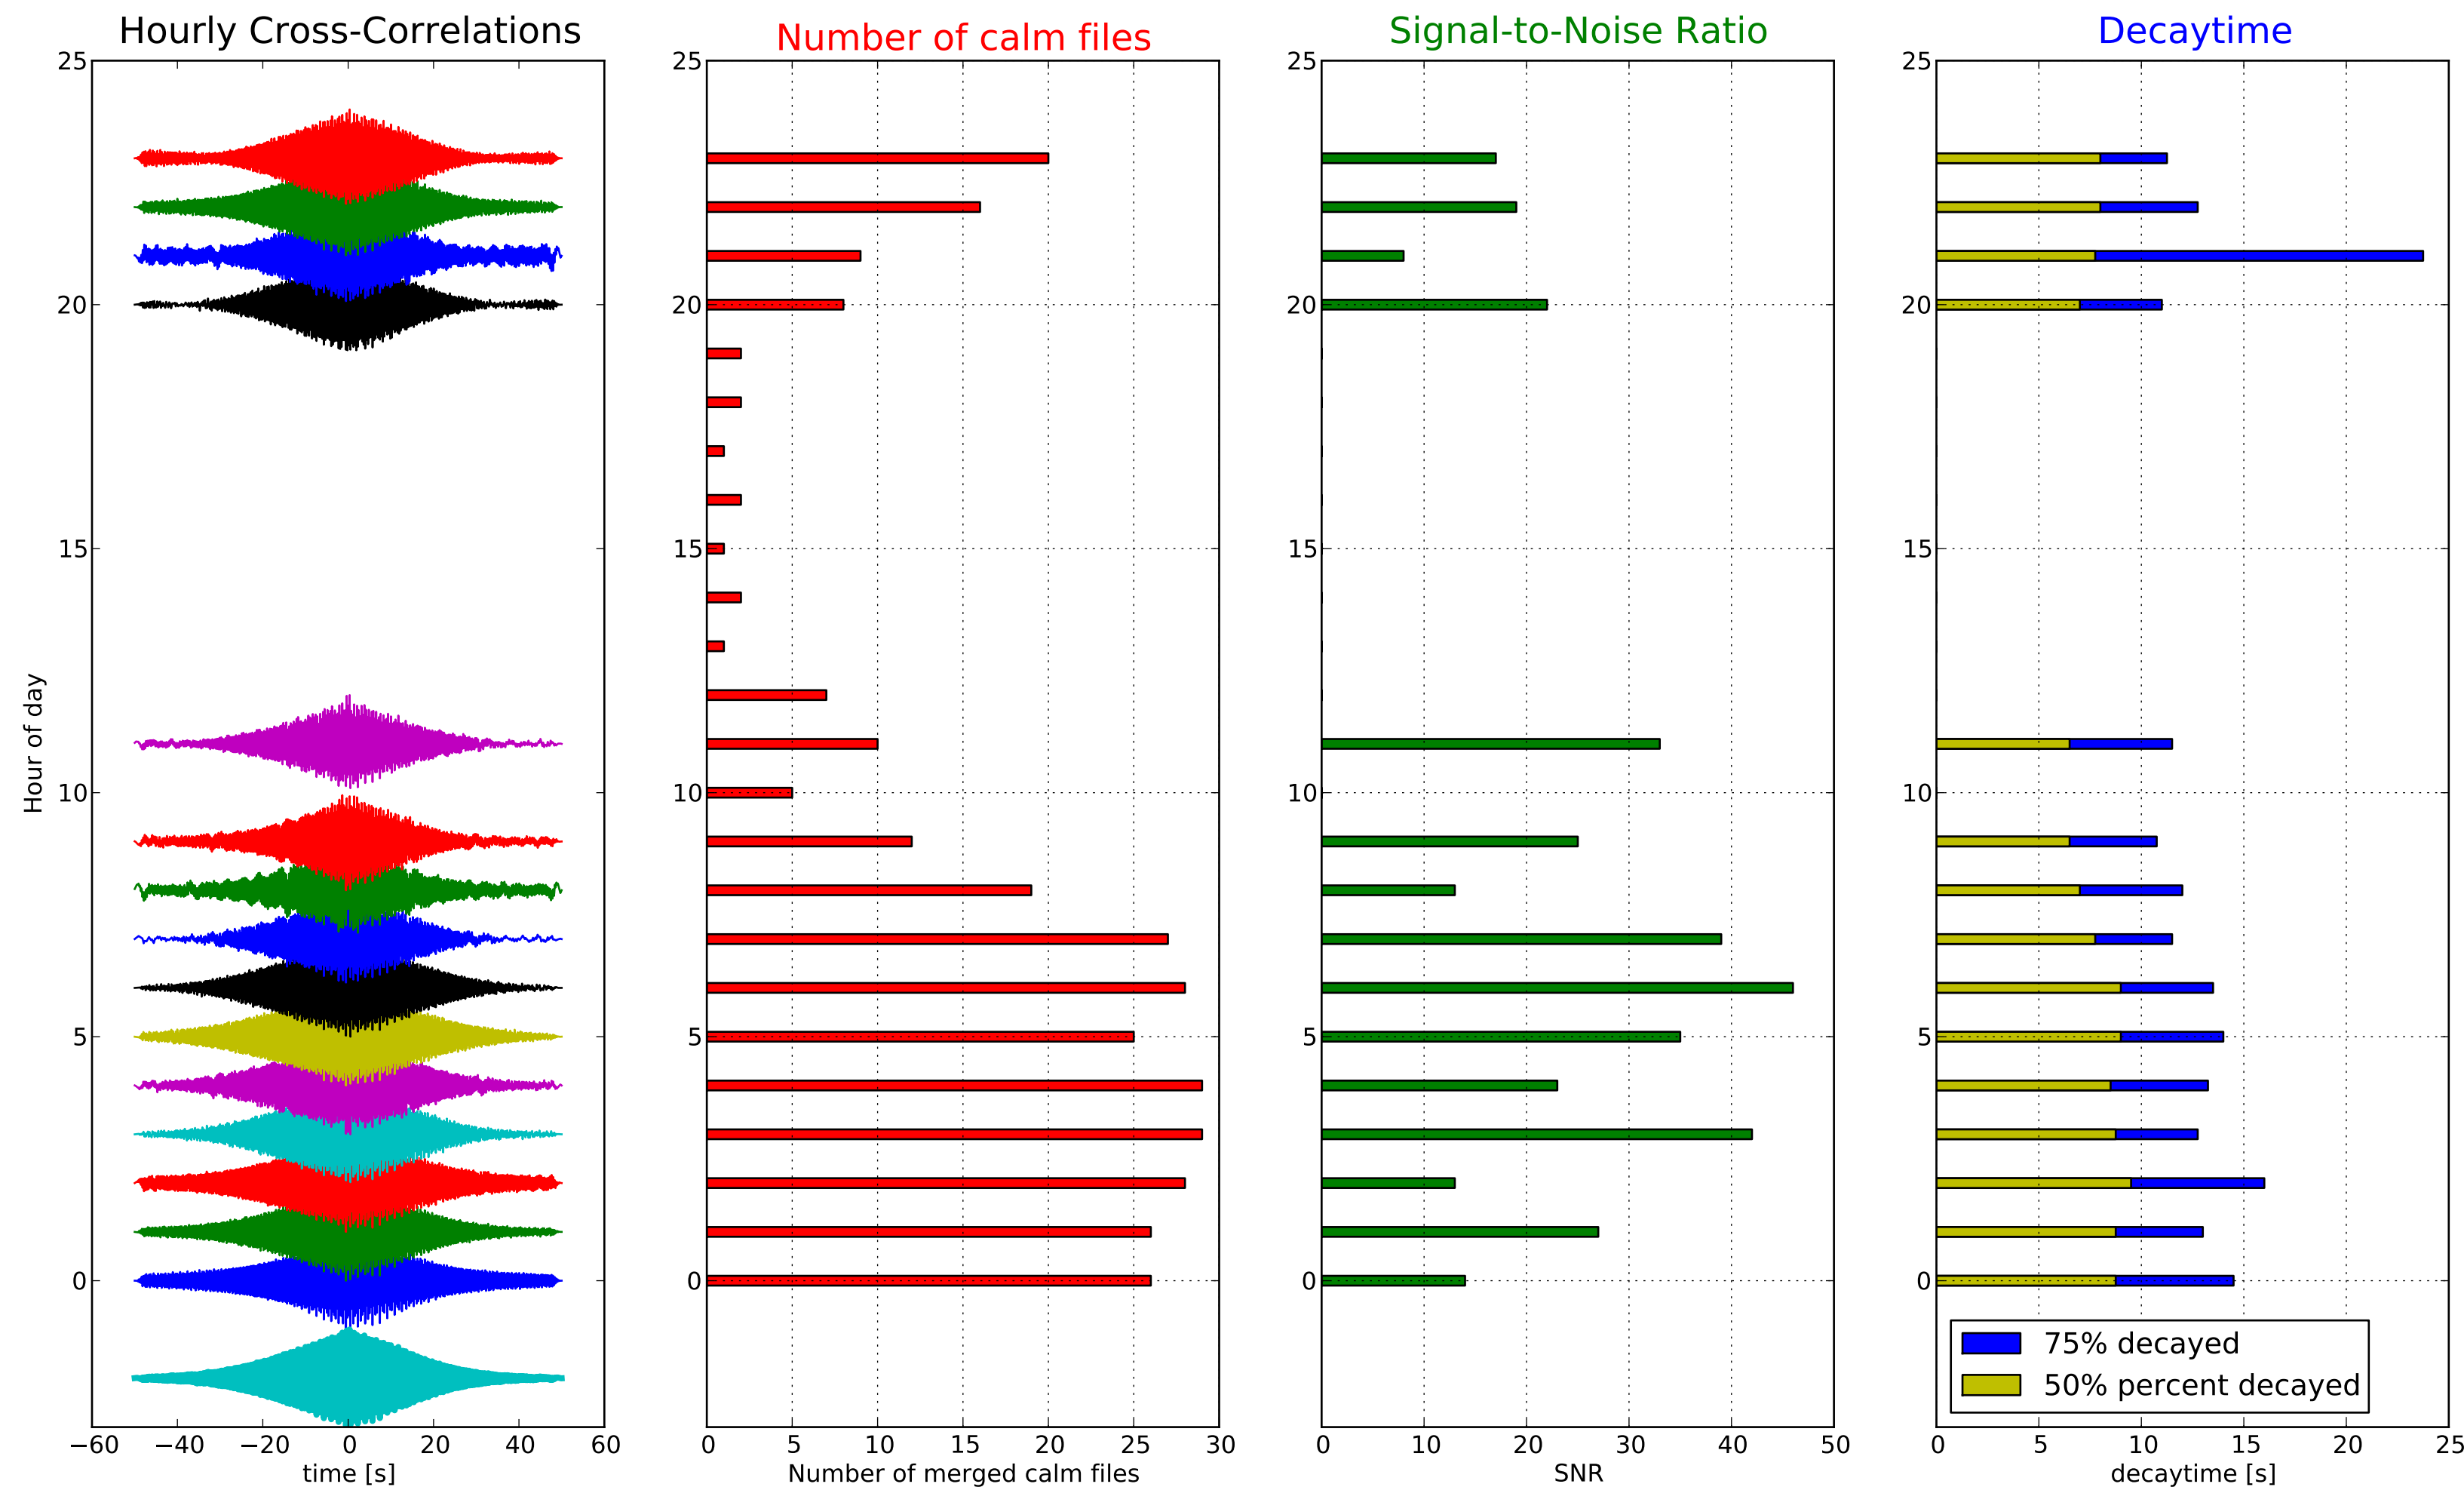 Hourly Cross-Correlations
25
20
15
10
5
0
Hour of day
−60 −40 −20 0 20 40 60
time [s]
Number of calm files
25
20
15
10
5
0
0 5 10 15 20 25 30
Number of merged calm files
Signal-to-Noise Ratio
25
20
15
10
5
0
0 10 20 30 40 50
SNR
Decaytime
25
20
15
10
5
0
75% decayed
50% percent decayed
0 5 10 15 20 25
decaytime [s]